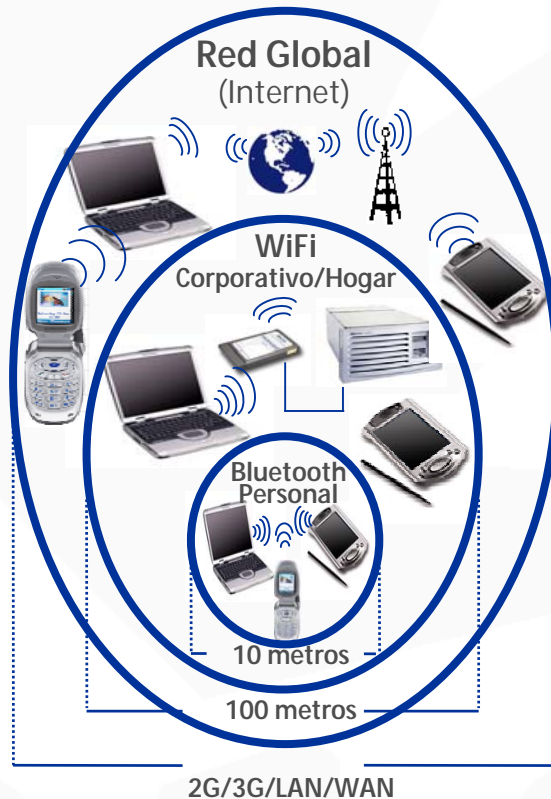 Red Global
(Internet)
WiFi
Corporativo/Hogar
Bluetooth
Personal
10 metros
100 metros
2G/3G/LAN/WAN